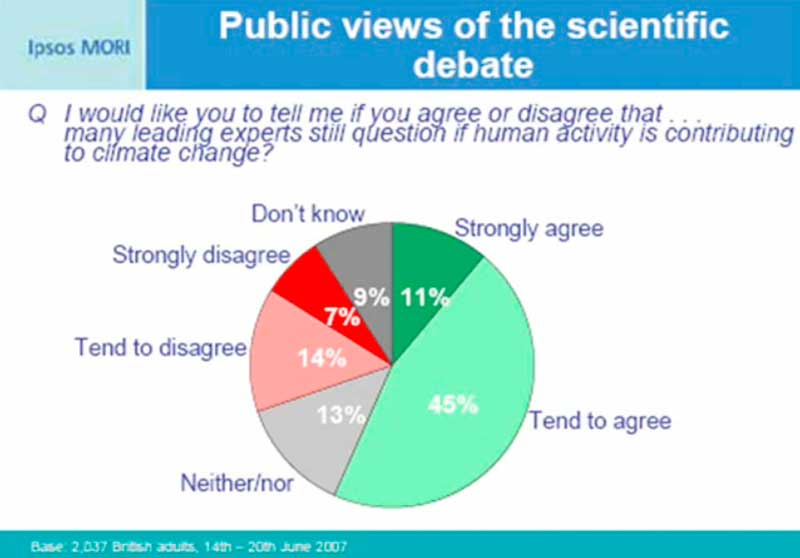 Ipsos MORI
Public views of the scientific
debate
Q I would like you to tell me if you agree or disagree that . . .
many leading experts still question if human activity is contributing
to climate change?
Don't know
Strongly agree
Strongly disagree
9%
11%
7%
Tend to disagree
14%
45%
13%
Tend to agree
Neither/nor
Base: 2,037 British adults, 14th – 20th June 2007